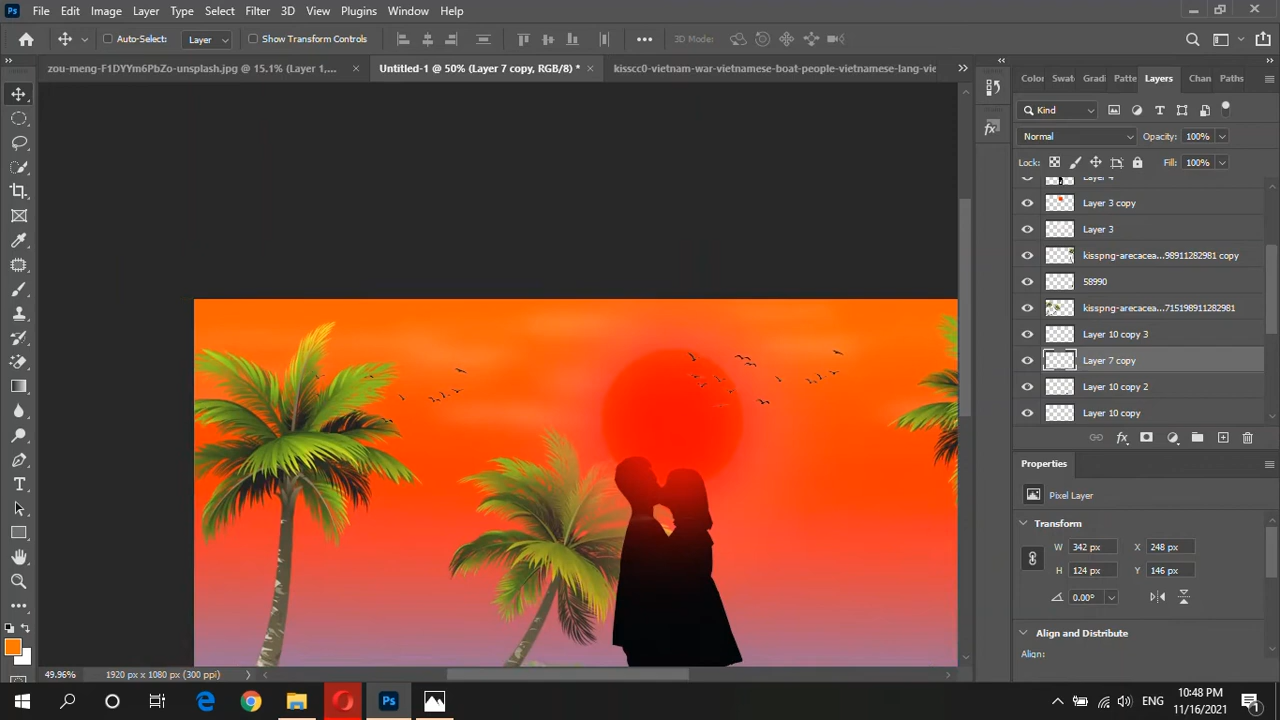 Ps File Edit Image Layer Type Select Filter 3D View Plugins Window Help
Auto-Select: Layer Show Transform Controls 3D Mode:
zou-meng-F1DYYm6PbZo-unsplash.jpg @ 15.1% (Layer 1,... Untitled-1 @ 50% (Layer 7 copy, RGB/8) * kisscc0-vietnam-war-vietnamese-boat-people-vietnamese-lang-vie
Color Swat Gradi Patte Layers Chan Paths
Kind
Normal Opacity: 100%
Lock: Fill: 100%
Layer 4
Layer 3 copy
Layer 3
kisspng-arecacea...98911282981 copy
58990
kisspng-arecacea...715198911282981
Layer 10 copy 3
Layer 7 copy
Layer 10 copy 2
Layer 10 copy
Properties
Pixel Layer
Transform
W 342 px X 248 px
H 124 px Y 146 px
0.00°
Align and Distribute
Align:
49.96% 1920 px x 1080 px (300 ppi)
Ps ENG 10:48 PM
11/16/2021
1